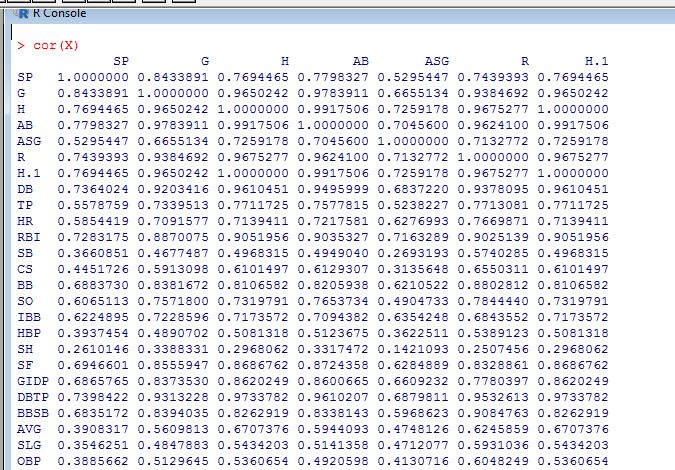 R Console
> cor(X)
SP G H AB ASG R H.1
SP 1.0000000 0.8433891 0.7694465 0.7798327 0.5295447 0.7439393 0.7694465
G 0.8433891 1.0000000 0.9650242 0.9783911 0.6655134 0.9384692 0.9650242
H 0.7694465 0.9650242 1.0000000 0.9917506 0.7259178 0.9675277 1.0000000
AB 0.7798327 0.9783911 0.9917506 1.0000000 0.7045600 0.9624100 0.9917506
ASG 0.5295447 0.6655134 0.7259178 0.7045600 1.0000000 0.7132772 0.7259178
R 0.7439393 0.9384692 0.9675277 0.9624100 0.7132772 1.0000000 0.9675277
H.1 0.7694465 0.9650242 1.0000000 0.9917506 0.7259178 0.9675277 1.0000000
DB 0.7364024 0.9203416 0.9610451 0.9495999 0.6837220 0.9378095 0.9610451
TP 0.5578759 0.7339513 0.7711725 0.7577815 0.5238227 0.7713081 0.7711725
HR 0.5854419 0.7091577 0.7139411 0.7217581 0.6276993 0.7669871 0.7139411
RBI 0.7283175 0.8870075 0.9051956 0.9035327 0.7163289 0.9025139 0.9051956
SB 0.3660851 0.4677487 0.4968315 0.4949040 0.2693193 0.5740285 0.4968315
CS 0.4451726 0.5913098 0.6101497 0.6129307 0.3135648 0.6550311 0.6101497
BB 0.6883730 0.8381672 0.8106582 0.8205938 0.6210522 0.8802812 0.8106582
SO 0.6065113 0.7571800 0.7319791 0.7653734 0.4904733 0.7844440 0.7319791
IBB 0.6224895 0.7228596 0.7173572 0.7094382 0.6354248 0.6843552 0.7173572
HBP 0.3937454 0.4890702 0.5081318 0.5123675 0.3622511 0.5389123 0.5081318
SH 0.2610146 0.3388331 0.2968062 0.3317472 0.1421093 0.2507456 0.2968062
SF 0.6946601 0.8555947 0.8686762 0.8724358 0.6284889 0.8328861 0.8686762
GIDP 0.6865765 0.8373530 0.8620249 0.8600665 0.6609232 0.7780397 0.8620249
DBTP 0.7398422 0.9313228 0.9733782 0.9610207 0.6879811 0.9532613 0.9733782
BBSB 0.6835172 0.8394035 0.8262919 0.8338143 0.5968623 0.9084763 0.8262919
AVG 0.3908317 0.5609813 0.6707376 0.5944093 0.4748126 0.6245859 0.6707376
SLG 0.3546251 0.4847883 0.5434203 0.5141358 0.4712077 0.5931036 0.5434203
OBP 0.3885662 0.5129645 0.5360654 0.4920598 0.4130716 0.6048249 0.5360654